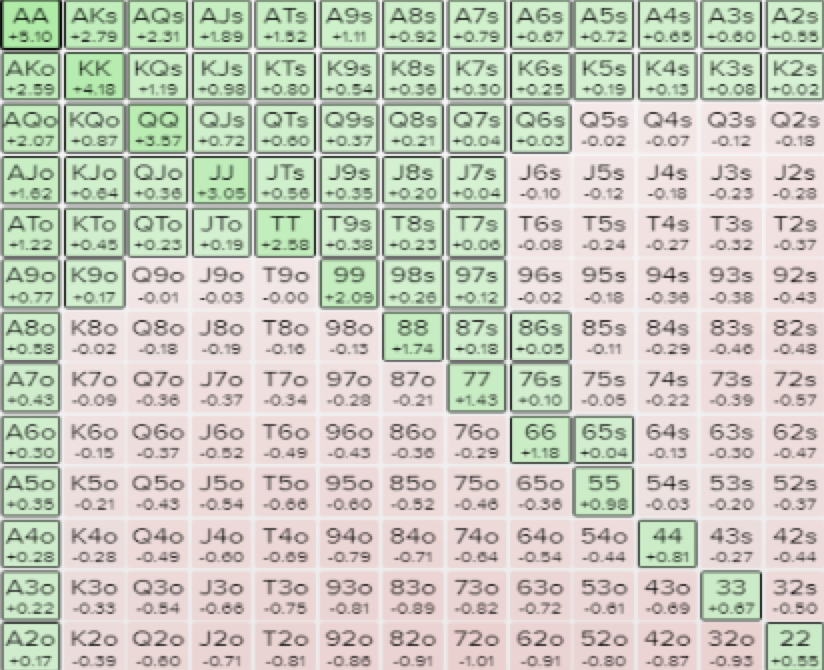 AA AKs AQs AJs ATs A9s A8s A7s A6s A5s A4s A3s A2s
+5.10 +2.79 +2.31 +1.89 +1.52 +1.11 +0.92 +0.79 +0.67 +0.72 +0.65 +0.60 +0.55
AKo KK KQs KJs KTs K9s K8s K7s K6s K5s K4s K3s K2s
+2.59 +4.18 +1.19 +0.98 +0.80 +0.54 +0.36 +0.30 +0.25 +0.19 +0.13 +0.08 +0.02
AQo KQo QQ QJs QTs Q9s Q8s Q7s Q6s Q5s Q4s Q3s Q2s
+2.07 +0.87 +3.57 +0.72 +0.60 +0.37 +0.21 +0.04 +0.03 -0.02 -0.07 -0.12 -0.18
AJo KJo QJo JJ JTs J9s J8s J7s J6s J5s J4s J3s J2s
+1.62 +0.64 +0.36 +3.05 +0.56 +0.35 +0.20 +0.04 -0.10 -0.12 -0.18 -0.23 -0.28
ATo KTo QTo JTo TT T9s T8s T7s T6s T5s T4s T3s T2s
+1.22 +0.45 +0.23 +0.19 +2.58 +0.38 +0.23 +0.06 -0.08 -0.24 -0.27 -0.32 -0.37
A9o K9o Q9o J9o T9o 99 98s 97s 96s 95s 94s 93s 92s
+0.77 +0.17 -0.01 -0.03 -0.00 +2.09 +0.26 +0.12 -0.02 -0.18 -0.36 -0.38 -0.43
A8o K8o Q8o J8o T8o 98o 88 87s 86s 85s 84s 83s 82s
+0.58 -0.02 -0.18 -0.19 -0.16 -0.13 +1.74 +0.18 +0.05 -0.11 -0.29 -0.46 -0.48
A7o K7o Q7o J7o T7o 97o 87o 77 76s 75s 74s 73s 72s
+0.43 -0.09 -0.36 -0.37 -0.34 -0.28 -0.21 +1.43 +0.10 -0.05 -0.22 -0.39 -0.57
A6o K6o Q6o J6o T6o 96o 86o 76o 66 65s 64s 63s 62s
+0.30 -0.15 -0.37 -0.52 -0.49 -0.43 -0.36 -0.29 +1.18 +0.04 -0.13 -0.30 -0.47
A5o K5o Q5o J5o T5o 95o 85o 75o 65o 55 54s 53s 52s
+0.35 -0.21 -0.43 -0.54 -0.66 -0.60 -0.52 -0.46 -0.36 +0.98 -0.03 -0.20 -0.37
A4o K4o Q4o J4o T4o 94o 84o 74o 64o 54o 44 43s 42s
+0.28 -0.28 -0.49 -0.60 -0.69 -0.79 -0.71 -0.64 -0.54 -0.44 +0.81 -0.27 -0.44
A3o K3o Q3o J3o T3o 93o 83o 73o 63o 53o 43o 33 32s
+0.22 -0.33 -0.54 -0.66 -0.75 -0.81 -0.89 -0.82 -0.72 -0.61 -0.69 +0.67 -0.50
A2o K2o Q2o J2o T2o 92o 82o 72o 62o 52o 42o 32o 22
+0.17 -0.39 -0.60 -0.71 -0.81 -0.86 -0.91 -1.01 -0.91 -0.80 -0.87 -0.93 +0.55